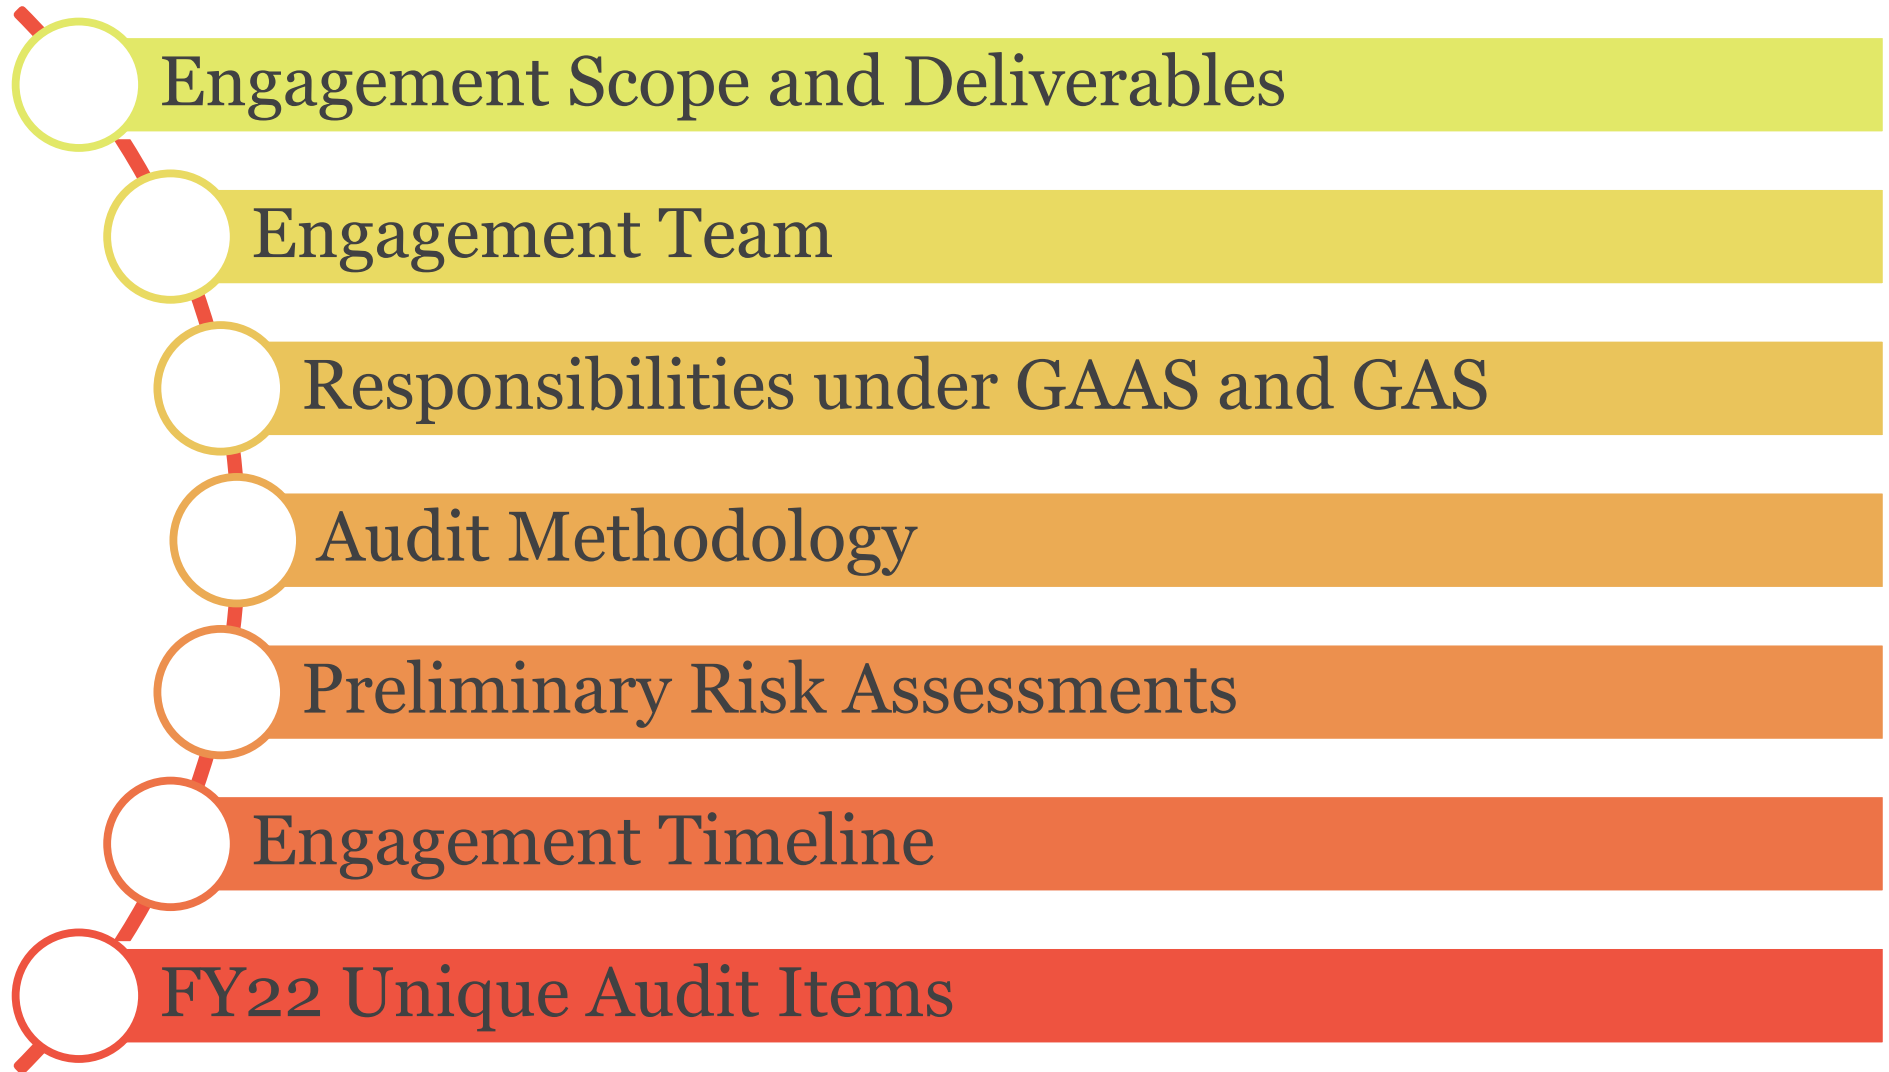 Engagement Scope and Deliverables
Engagement Team
Responsibilities under GAAS and GAS
Audit Methodology
Preliminary Risk Assessments
Engagement Timeline
FY22 Unique Audit Items